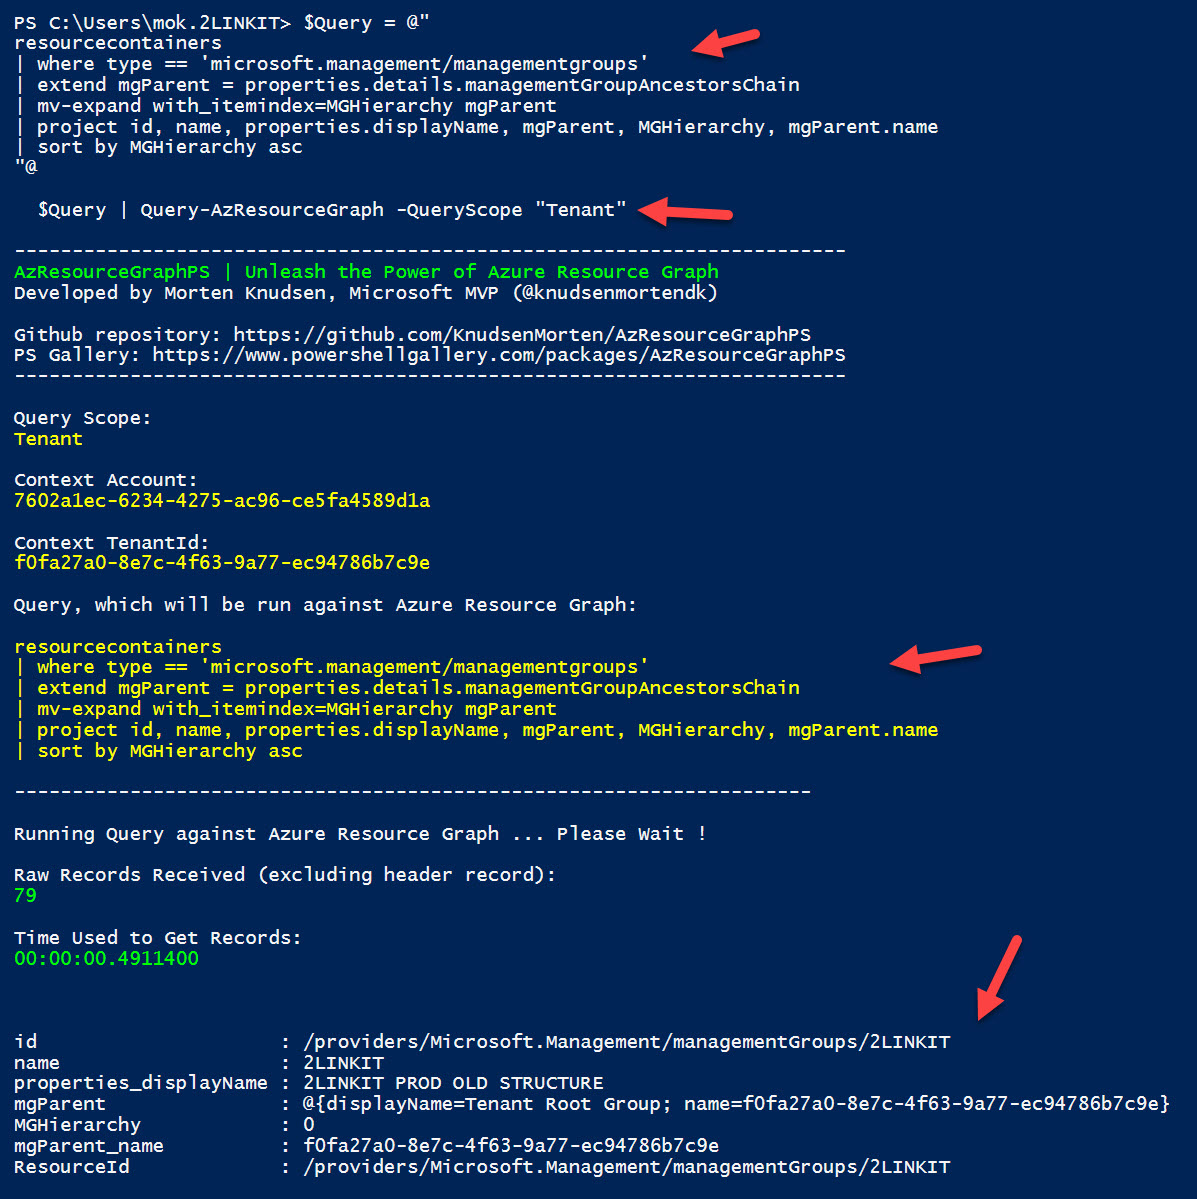 PS C:\Users\mok.2LINKIT> $Query = @"
resourcecontainers
| where type == 'microsoft.management/managementgroups'
| extend mgParent = properties.details.managementGroupAncestorsChain
| mv-expand with_itemindex=MGHierarchy mgParent
| project id, name, properties.displayName, mgParent, MGHierarchy, mgParent.name
| sort by MGHierarchy asc
"@
$Query | Query-AzResourceGraph -QueryScope "Tenant"
------------------------------------------------------------------------
AzResourceGraphPS | Unleash the Power of Azure Resource Graph
Developed by Morten Knudsen, Microsoft MVP (@knudsenmortendk)
Github repository: https://github.com/KnudsenMorten/AzResourceGraphPS
PS Gallery: https://www.powershellgallery.com/packages/AzResourceGraphPS
------------------------------------------------------------------------
Query Scope:
Tenant
Context Account:
7602a1ec-6234-4275-ac96-ce5fa4589d1a
Context TenantId:
f0fa27a0-8e7c-4f63-9a77-ec94786b7c9e
Query, which will be run against Azure Resource Graph:
resourcecontainers
| where type == 'microsoft.management/managementgroups'
| extend mgParent = properties.details.managementGroupAncestorsChain
| mv-expand with_itemindex=MGHierarchy mgParent
| project id, name, properties.displayName, mgParent, MGHierarchy, mgParent.name
| sort by MGHierarchy asc
---------------------------------------------------------------------
Running Query against Azure Resource Graph ... Please Wait !
Raw Records Received (excluding header record):
79
Time Used to Get Records:
00:00:00.4911400
id : /providers/Microsoft.Management/managementGroups/2LINKIT
name : 2LINKIT
properties_displayName : 2LINKIT PROD OLD STRUCTURE
mgParent : @{displayName=Tenant Root Group; name=f0fa27a0-8e7c-4f63-9a77-ec94786b7c9e}
MGHierarchy : 0
mgParent_name : f0fa27a0-8e7c-4f63-9a77-ec94786b7c9e
ResourceId : /providers/Microsoft.Management/managementGroups/2LINKIT